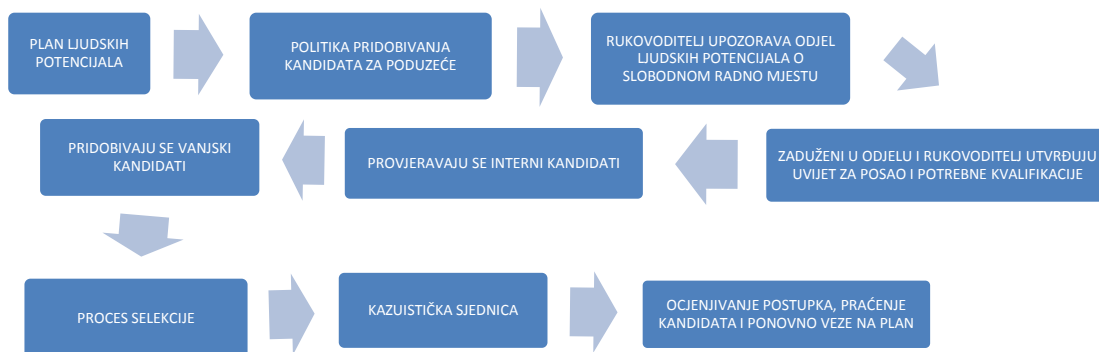 PLAN LJUDSKIH
POTENCIJALA
POLITIKA PRIDOBIVANJA
KANDIDATA ZA PODUZEĆE
RUKOVODITELJ UPOZORAVA ODJEL
LJUDSKIH POTENCIJALA O
SLOBODNOM RADNO MJESTU
ZADUŽENI U ODJELU I RUKOVODITELJ UTVRĐUJU
UVIJET ZA POSAO I POTREBNE KVALIFIKACIJE
PROVJERAVAJU SE INTERNI KANDIDATI
PRIDOBIVAJU SE VANJSKI
KANDIDATI
PROCES SELEKCIJE
KAZUISTIČKA SJEDNICA
OCJENJIVANJE POSTUPKA, PRAĆENJE
KANDIDATA I PONOVNO VEZE NA PLAN